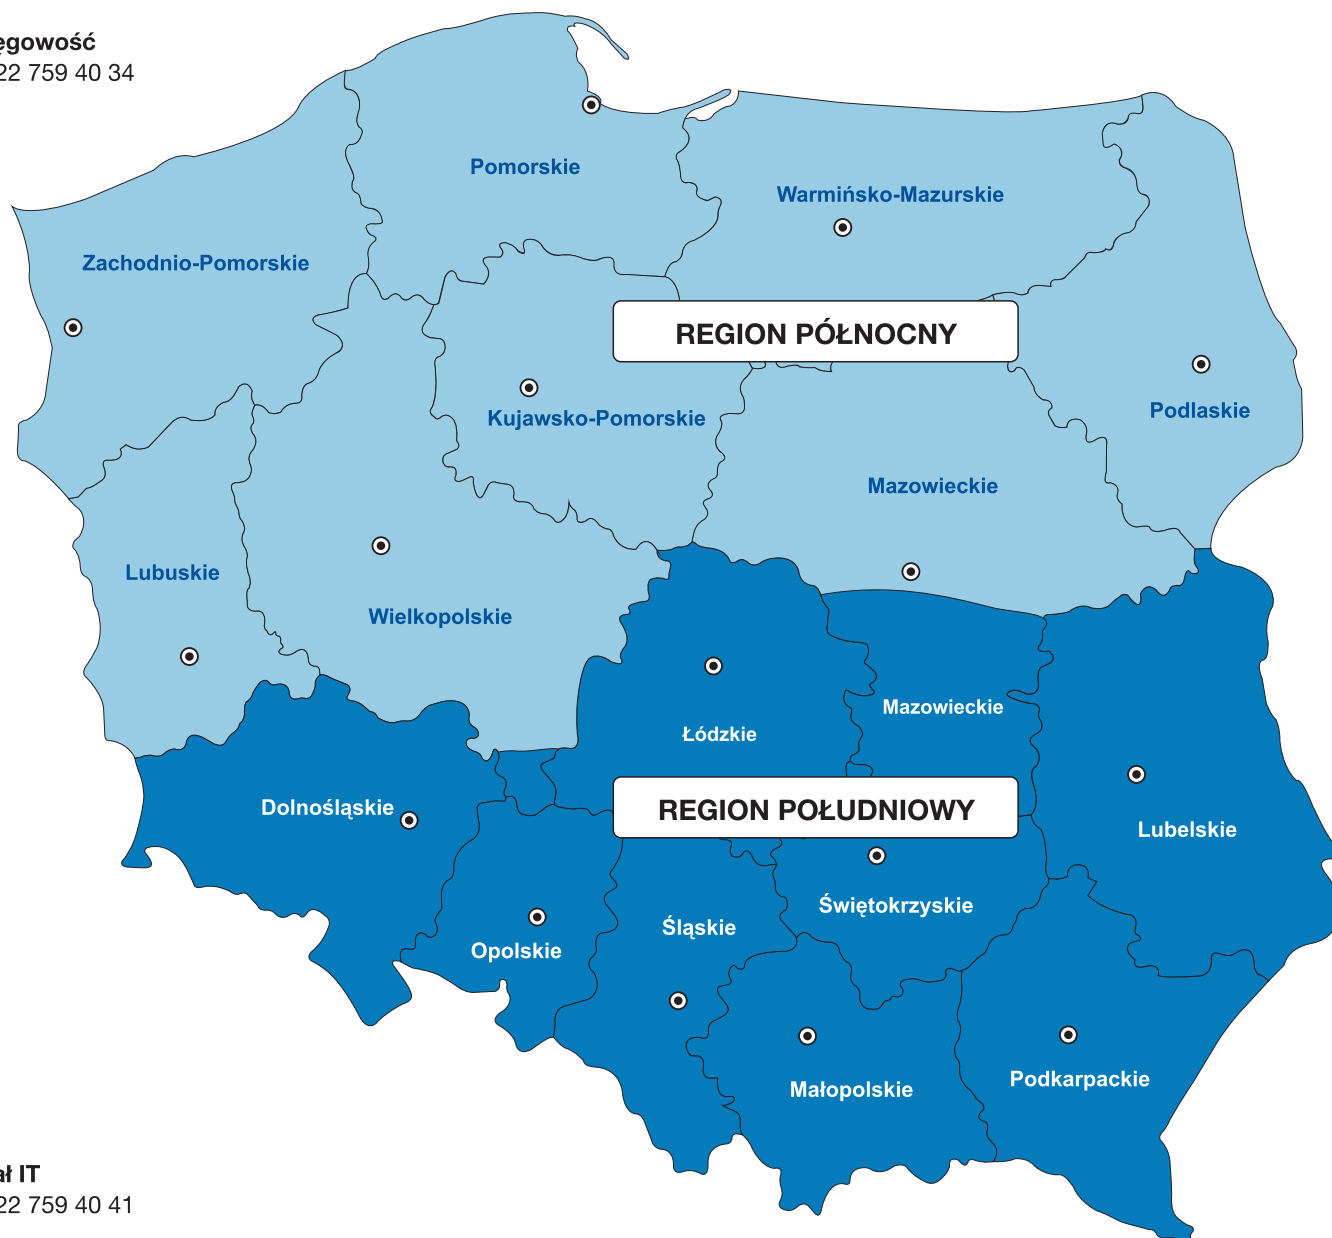 ęgowość
22 759 40 34
Pomorskie
Warmińsko-Mazurskie
Zachodnio-Pomorskie
REGION PÓŁNOCNY
Kujawsko-Pomorskie
Podlaskie
Mazowieckie
Lubuskie
Wielkopolskie
Mazowieckie
Łódzkie
Dolnośląskie
REGION POŁUDNIOWY
Lubelskie
Świętokrzyskie
Śląskie
Opolskie
Podkarpackie
Małopolskie
ał IT
22 759 40 41